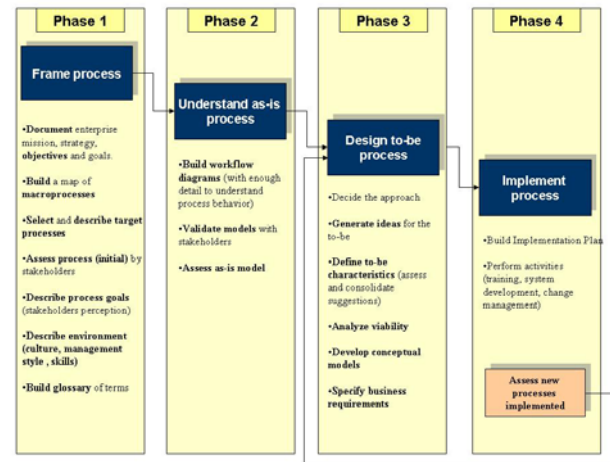 Phase 1
Frame process
•Document enterprise
mission, strategy,
objectives and goals.
•Build a map of
macroprocesses
•Select and describe target
processes
•Assess process (initial) by
stakeholders
•Describe process goals
(stakeholders perception)
•Describe environment
(culture, management
style , skills)
•Build glossary of terms
Phase 2
Understand as-is
process
•Build workflow
diagrams (with enough
detail to understand
process behavior)
•Validate models with
stakeholders
•Assess as-is model
Phase 3
Design to-be
process
•Decide the approach
•Generate ideas for the
to-be
•Define to-be
characteristics (assess
and consolidate
suggestions)
•Analyze viability
•Develop conceptual
models
•Specify business
requirements
Phase 4
Implement
process
•Build Implementation Plan
•Perform activities
(training, system
development, change
management)
Assess new
processes
implemented